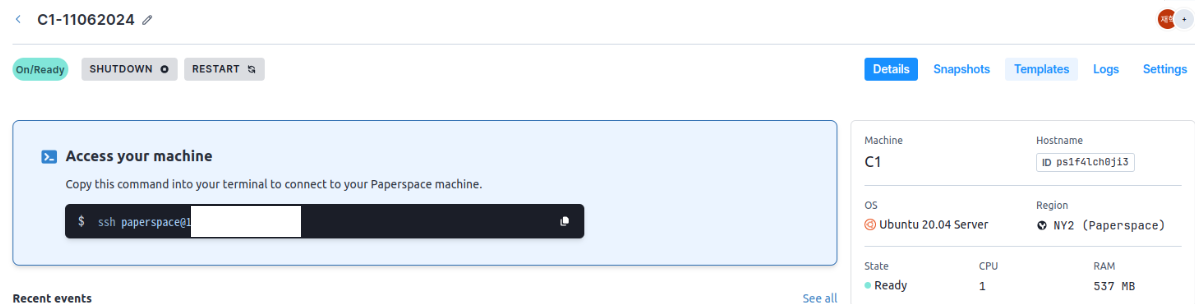 C1-11062024
재혁 +
On/Ready SHUTDOWN RESTART Details Snapshots Templates Logs Settings
Access your machine
Copy this command into your terminal to connect to your Paperspace machine.
$ ssh paperspace@1
Recent events See all
Machine Hostname
C1 ID ps1f4lch0ji3
OS Region
Ubuntu 20.04 Server NY2 (Paperspace)
State CPU RAM
Ready 1 537 MB